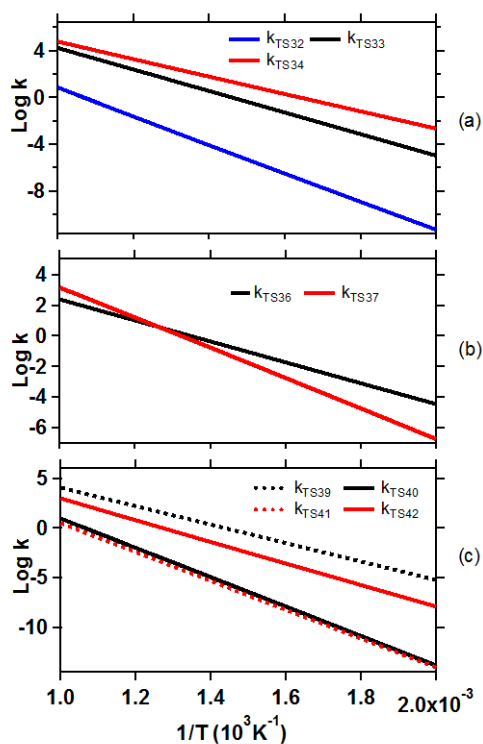 k_TS32 k_TS33
k_TS34
4
0
-4
-8
Log k
(a)
k_TS36 k_TS37
4
2
0
-2
-4
-6
Log k
(b)
k_TS39 k_TS40
k_TS41 k_TS42
5
0
-5
-10
Log k
(c)
1.0 1.2 1.4 1.6 1.8 2.0x10⁻³
1/T (10³K⁻¹)